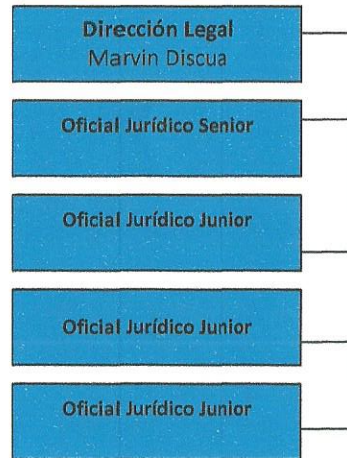 Dirección Legal
Marvin Discua
Oficial Jurídico Senior
Oficial Jurídico Junior
Oficial Jurídico Junior
Oficial Jurídico Junior